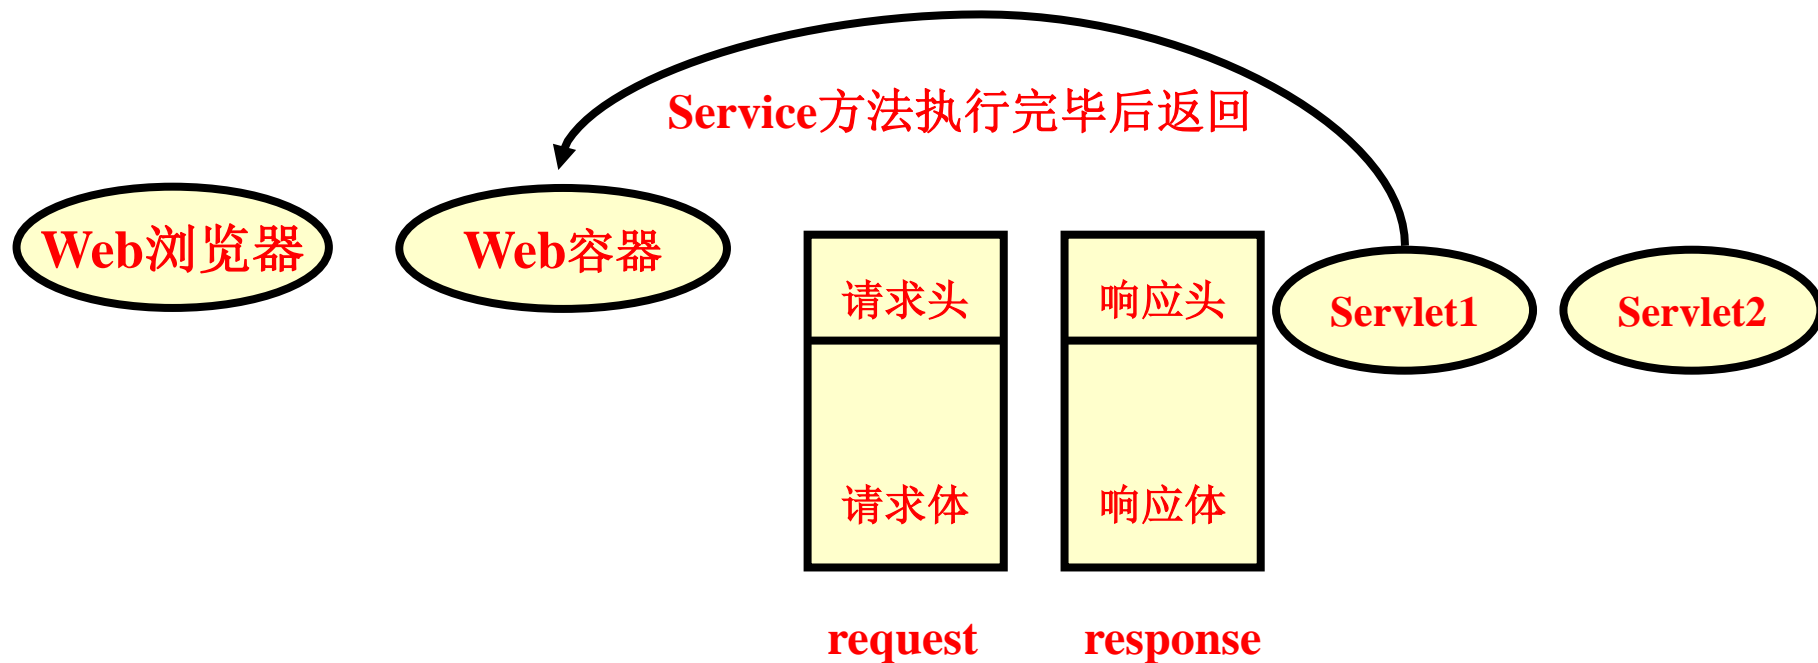 Service方法执行完毕后返回
Web浏览器
Web容器
请求头
响应头
Servlet1
Servlet2
请求体
响应体
request
response